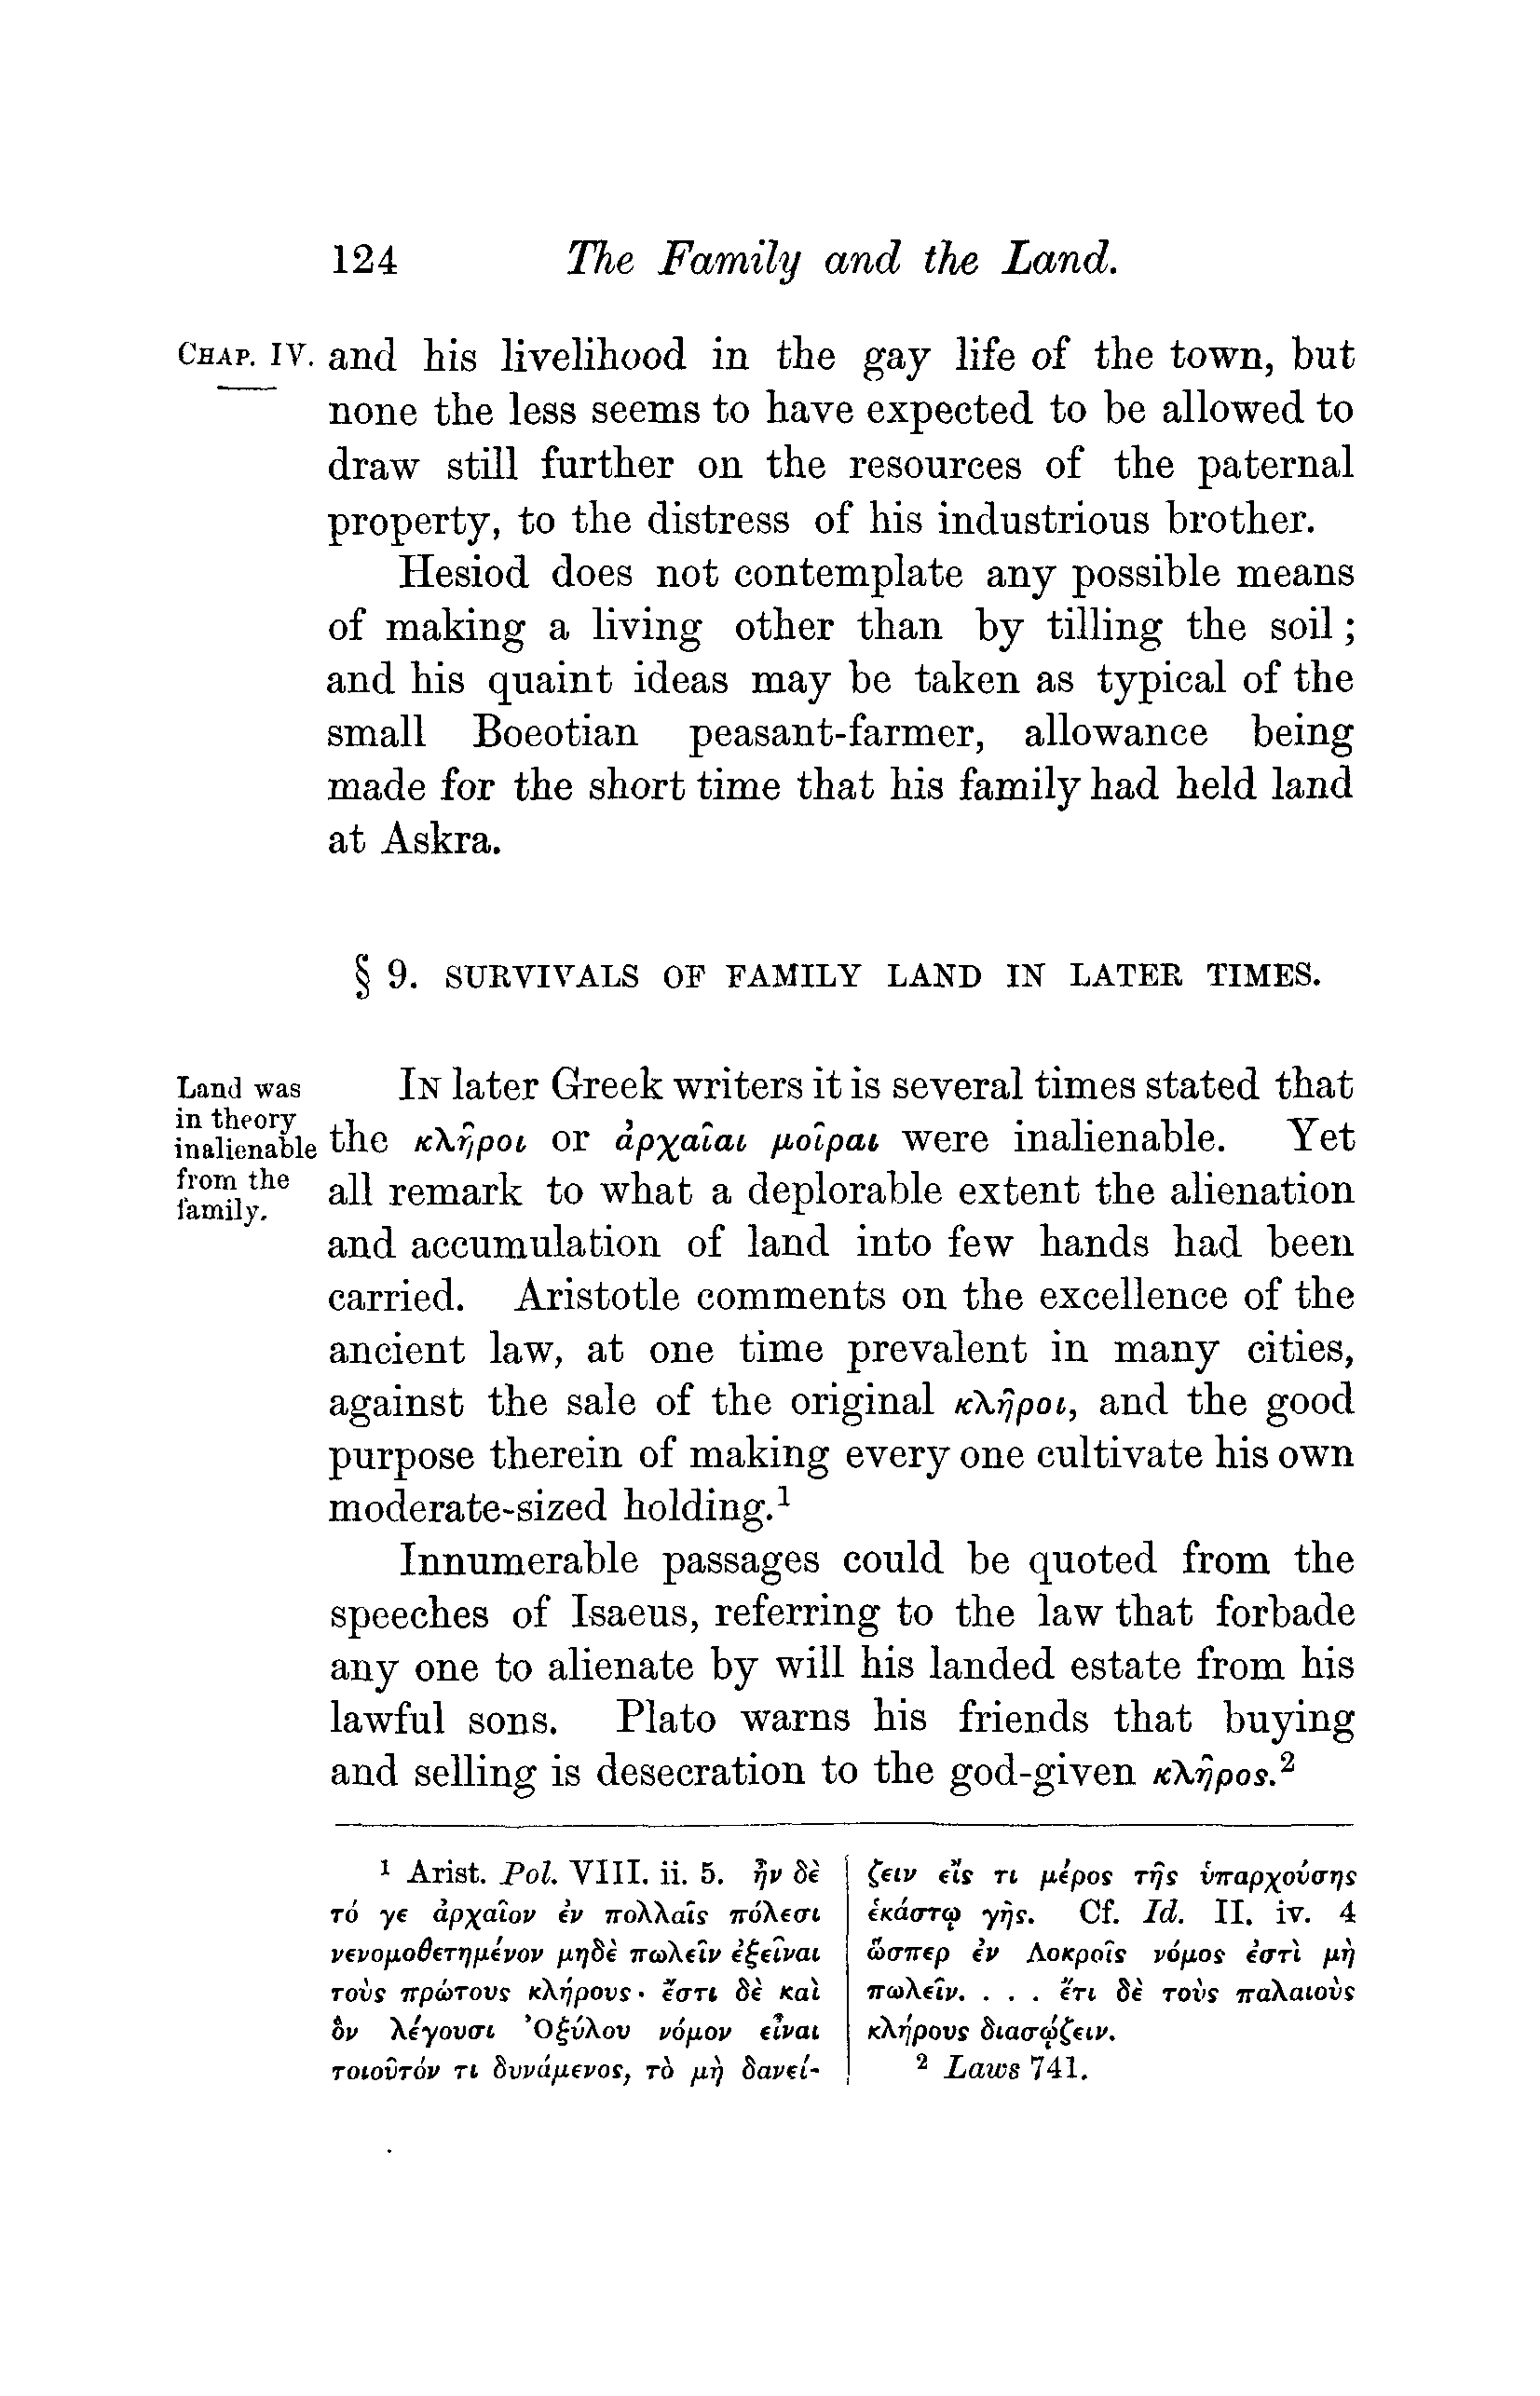 124 The Family and the Land.
CHAP. IV. and his livelihood in the gay life of the town, but
none the less seems to have expected to be allowed to
draw still further on the resources of the paternal
property, to the distress of his industrious brother.
Hesiod does not contemplate any possible means
of making a living other than by tilling the soil;
and his quaint ideas may be taken as typical of the
small Boeotian peasant-farmer, allowance being
made for the short time that his family had held land
at Askra.
§ 9. SURVIVALS OF FAMILY LAND IN LATER TIMES.
Land was
in theory
inalienable
from the
family.
IN later Greek writers it is several times stated that
the κλῆροι or ἀρχαῖαι μοῖραι were inalienable. Yet
all remark to what a deplorable extent the alienation
and accumulation of land into few hands had been
carried. Aristotle comments on the excellence of the
ancient law, at one time prevalent in many cities,
against the sale of the original κλῆροι, and the good
purpose therein of making every one cultivate his own
moderate-sized holding.¹
Innumerable passages could be quoted from the
speeches of Isaeus, referring to the law that forbade
any one to alienate by will his landed estate from his
lawful sons. Plato warns his friends that buying
and selling is desecration to the god-given κλῆρος.²
¹ Arist. Pol. VIII. ii. 5. ἦν δὲ
τό γε ἀρχαῖον ἐν πολλαῖς πόλεσι
νενομοθετημένον μηδὲ πωλεῖν ἐξεῖναι
τοὺς πρώτους κλήρους· ἔστι δὲ καὶ
ὃν λέγουσι Ὀξύλου νόμον εἶναι
τοιοῦτόν τι δυνάμενος, τὸ μὴ δανεί-
ζειν εἴς τι μέρος τῆς ὑπαρχούσης
ἑκάστῳ γῆς. Cf. Id. II. iv. 4
ὥσπερ ἐν Λοκροῖς νόμος ἐστὶ μὴ
πωλεῖν. . . . ἔτι δὲ τοὺς παλαιοὺς
κλήρους διασῴζειν.
² Laws 741.